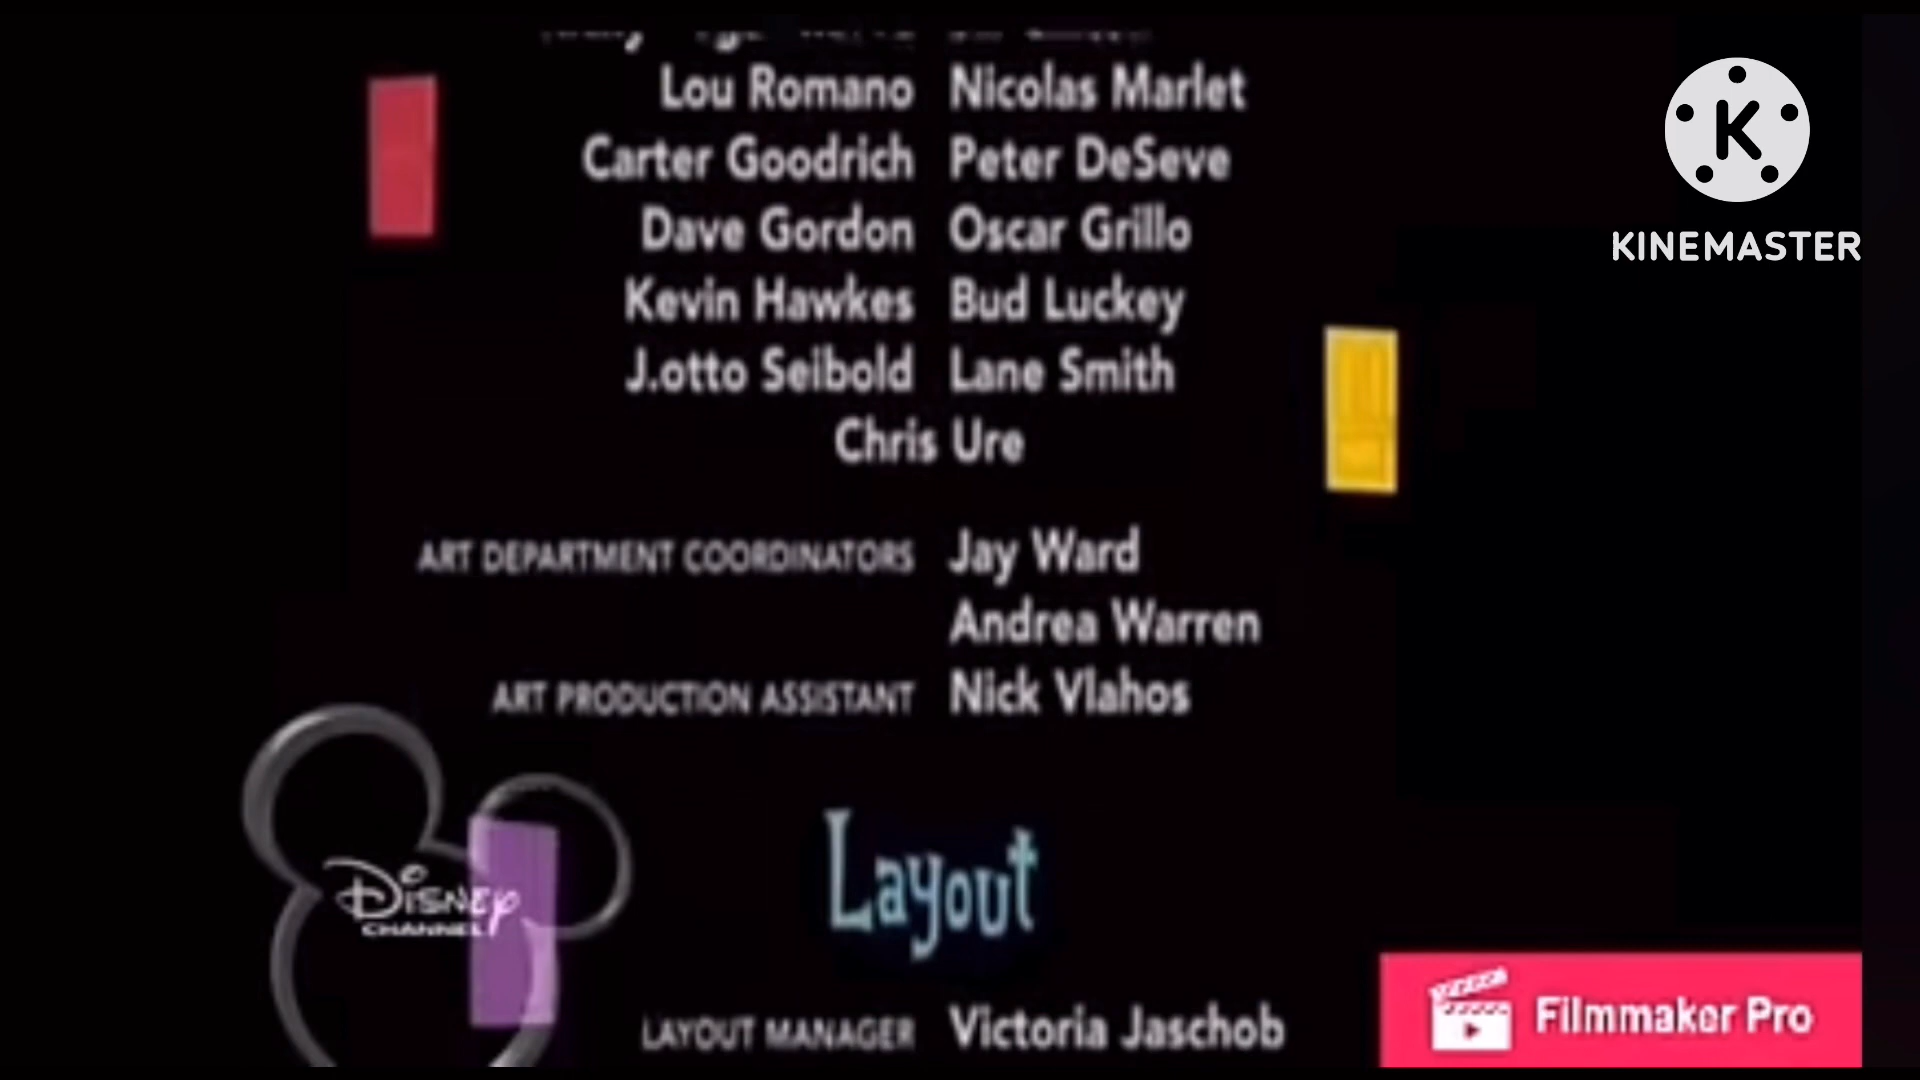 Lou Romano Nicolas Marlet
Carter Goodrich Peter DeSeve
Dave Gordon Oscar Grillo
Kevin Hawkes Bud Luckey
J.otto Seibold Lane Smith
Chris Ure
ART DEPARTMENT COORDINATORS Jay Ward
Andrea Warren
ART PRODUCTION ASSISTANT Nick Vlahos
Layout
LAYOUT MANAGER Victoria Jaschob
DISNEY
CHANNEL
K
KINEMASTER
Filmmaker Pro